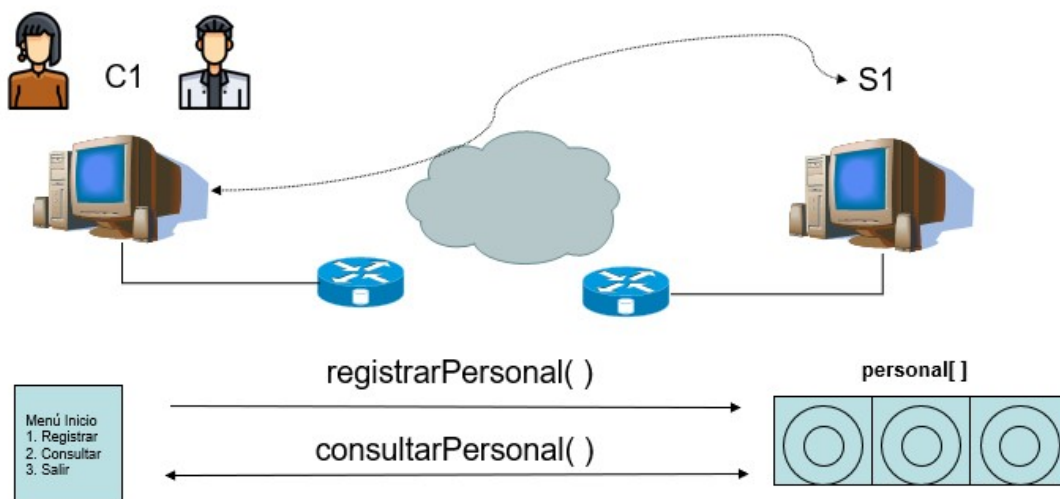 C1
S1
registrarPersonal( )
personal[ ]
Menú Inicio
1. Registrar
2. Consultar
3. Salir
consultarPersonal( )